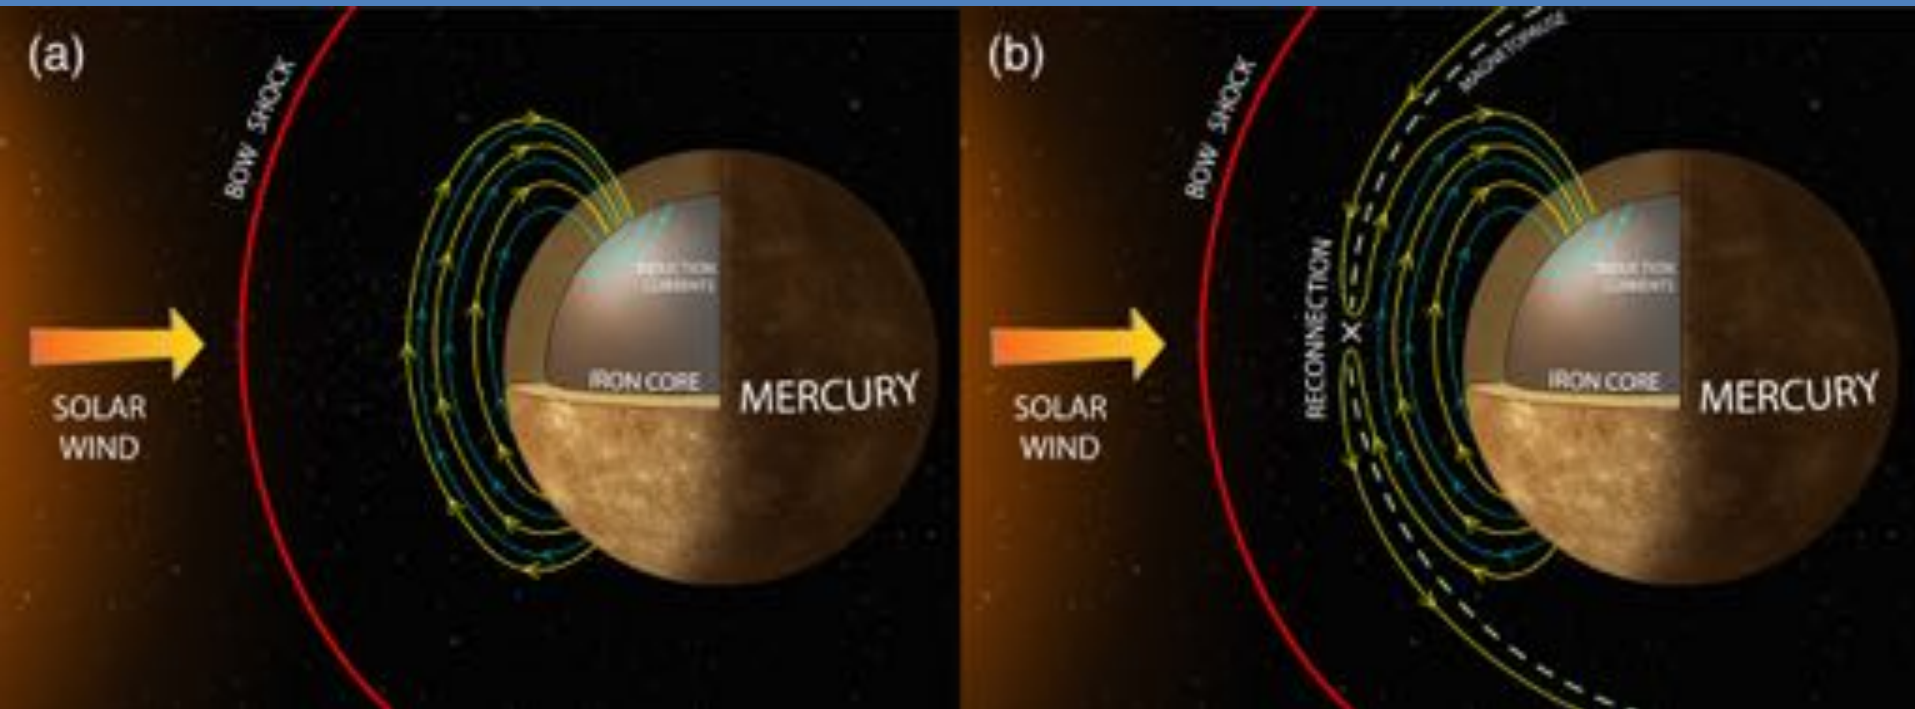 (a)
BOW SHOCK
SOLAR
WIND
INDUCTION
CURRENTS
IRON CORE
MERCURY
(b)
BOW SHOCK
MAGNETOPAUSE
RECONNECTION
SOLAR
WIND
INDUCTION
CURRENTS
IRON CORE
MERCURY